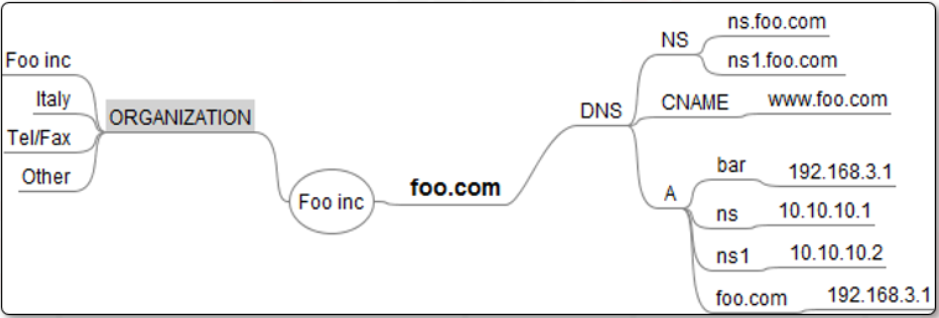 Foo inc
Italy
Tel/Fax
Other
ORGANIZATION
Foo inc
foo.com
DNS
NS
ns.foo.com
ns1.foo.com
CNAME
www.foo.com
A
bar
192.168.3.1
ns
10.10.10.1
ns1
10.10.10.2
foo.com
192.168.3.1